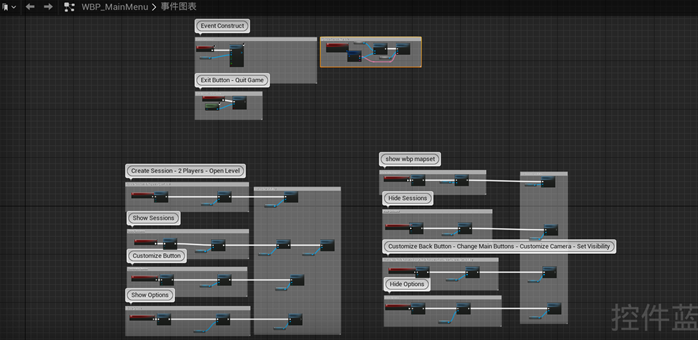 WBP_MainMenu > 事件图表
Event Construct
Exit Button - Quit Game
Create Session - 2 Players - Open Level
Show Sessions
Customize Button
Show Options
show wbp mapset
Hide Sessions
Customize Back Button - Change Main Buttons - Customize Camera - Set Visibility
Hide Options
控件蓝